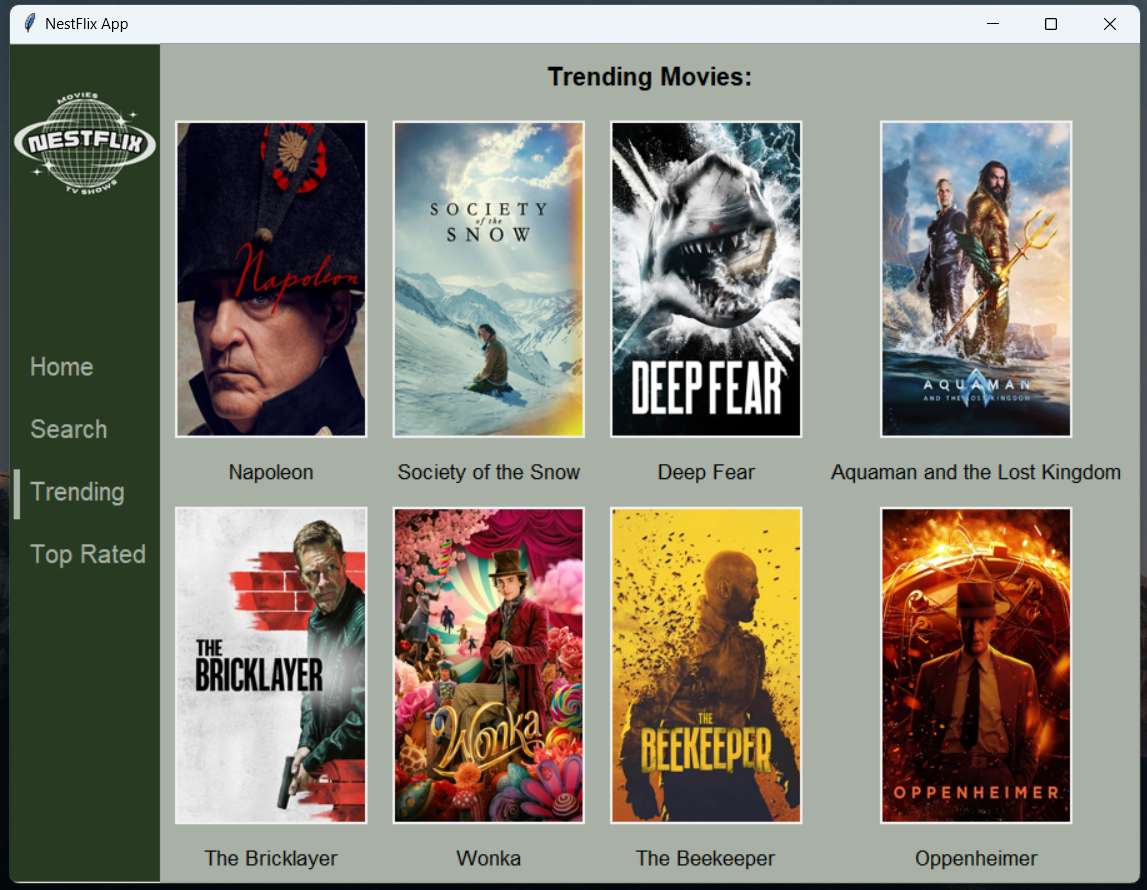 NestFlix App
MOVIES
NESTFLIX
TV SHOWS
Home
Search
Trending
Top Rated
Trending Movies:
Napoleon
SOCIETY
of the
SNOW
DEEP FEAR
AQUAMAN
AND THE LOST KINGDOM
Napoleon
Society of the Snow
Deep Fear
Aquaman and the Lost Kingdom
THE
BRICKLAYER
Wonka
THE
BEEKEEPER
OPPENHEIMER
The Bricklayer
Wonka
The Beekeeper
Oppenheimer